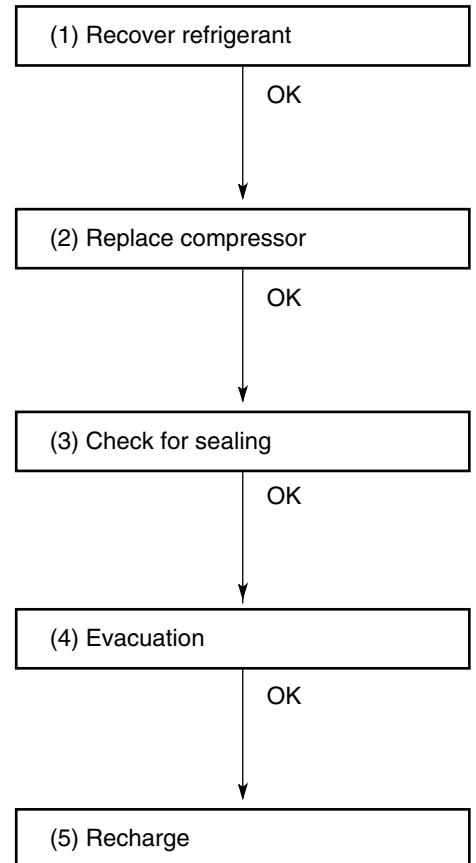 (1) Recover refrigerant
OK
(2) Replace compressor
OK
(3) Check for sealing
OK
(4) Evacuation
OK
(5) Recharge